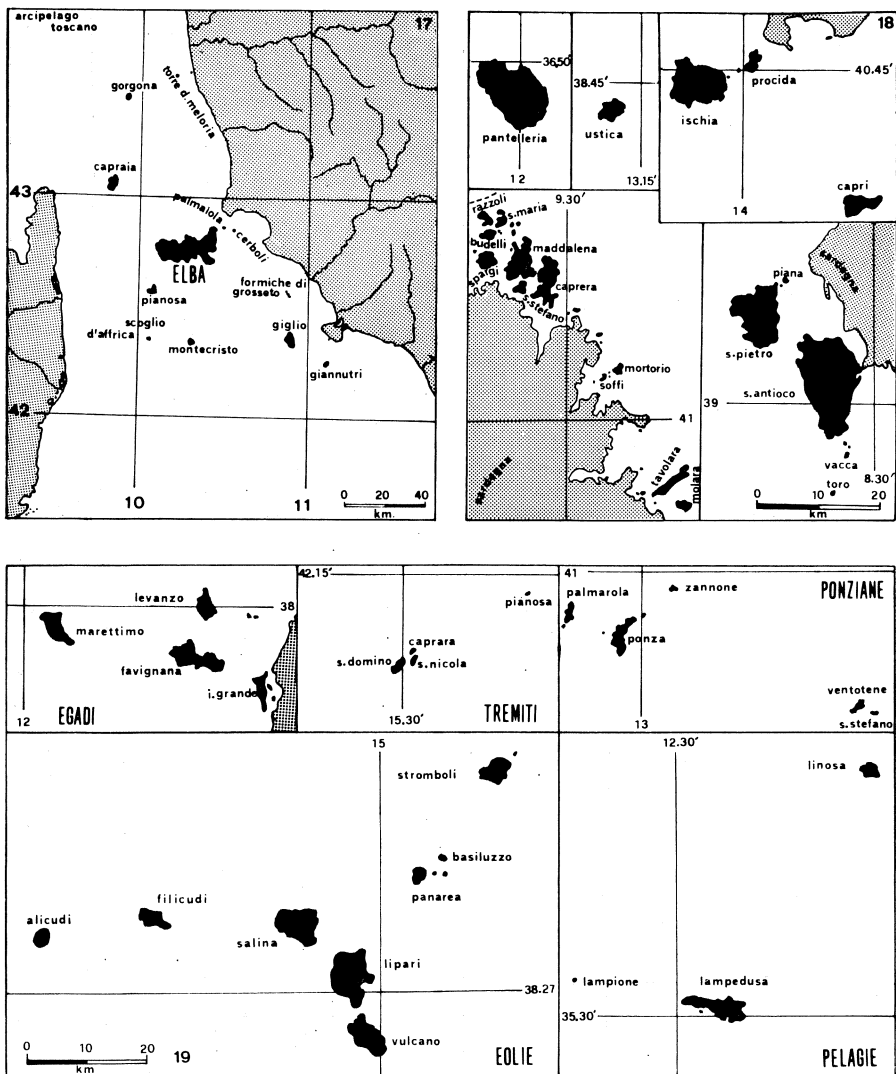 arcipelago
toscano
17
gorgona
torre d. meloria
capraia
43
palmaiola
cerboli
ELBA
pianosa
formiche di
grosseto
scoglio
d'affrica
montecristo
giglio
giannutri
42
10
11
0 20 40
km.
18
36.50'
38.45'
pantelleria
ustica
12
13.15'
procida
40.45'
ischia
14
capri
9.30'
razzoli
s.maria
budelli
maddalena
spargi
caprera
s.stefano
mortorio
soffi
41
sardegna
tavolara
molara
piana
sardegna
s.pietro
s.antioco
39
vacca
toro
8.30'
0 10 20
km
levanzo
38
marettimo
favignana
i.grande
12
EGADI
42.15'
pianosa
caprara
s.domino
s.nicola
15.30'
TREMITI
41
palmarola
zannone
PONZIANE
ponza
ventotene
13
s.stefano
15
stromboli
basiluzzo
panarea
filicudi
alicudi
salina
lipari
38.27
vulcano
0 10 20
km
19
EOLIE
12.30'
linosa
lampione
lampedusa
35.30'
PELAGIE